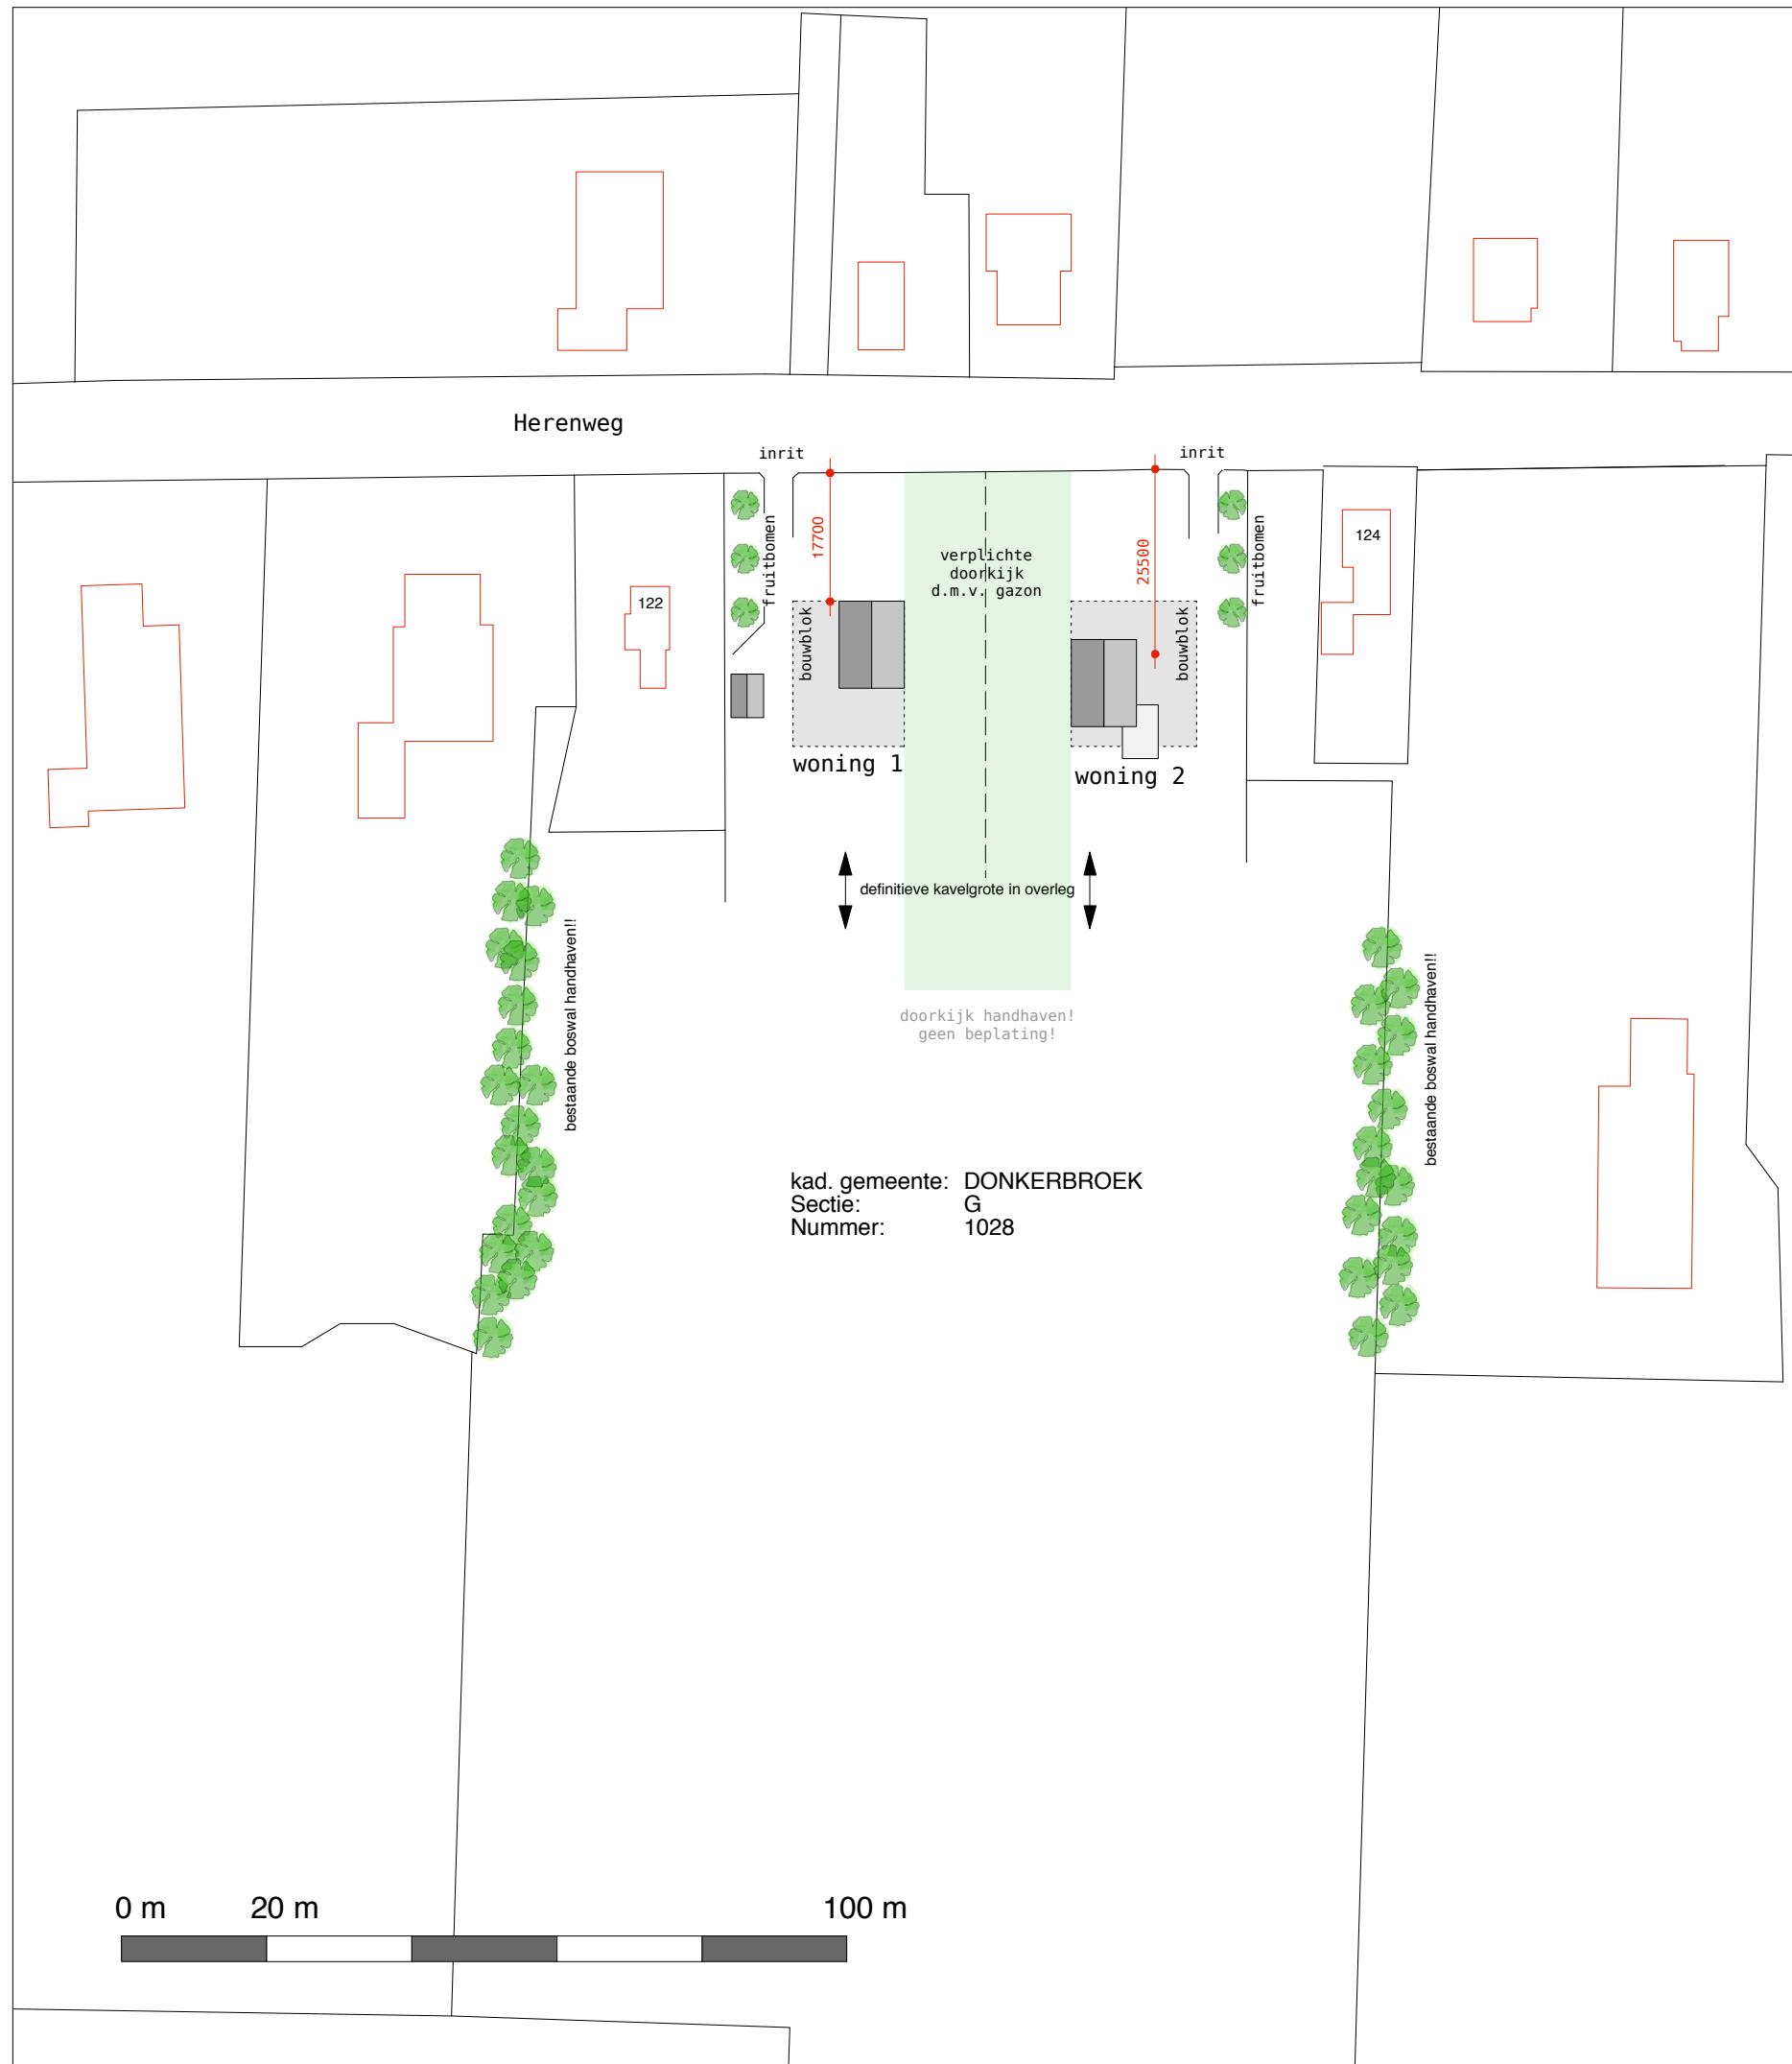 Herenweg
inrit
inrit
17700
25500
fruitbomen
fruitbomen
verplichte
doorkijk
d.m.v. gazon
122
124
bouwblok
bouwblok
woning 1
woning 2
definitieve kavelgrote in overleg
bestaande boswal handhaven!!
bestaande boswal handhaven!!
doorkijk handhaven!
geen beplating!
kad. gemeente: DONKERBROEK
Sectie: G
Nummer: 1028
0 m 20 m 100 m